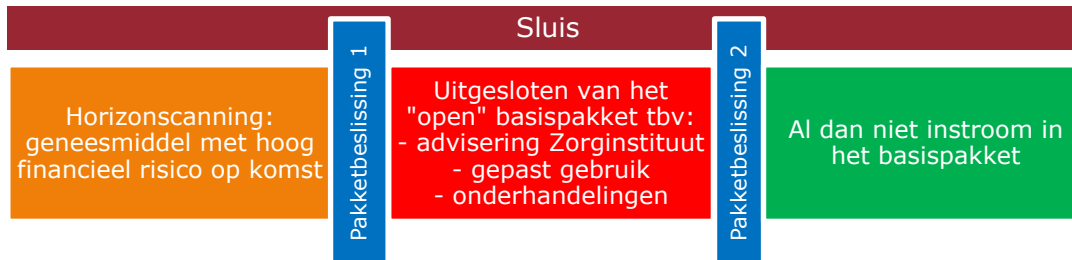 Sluis
Horizonscanning:
geneesmiddel met hoog
financieel risico op komst
Pakketbeslissing 1
Uitgesloten van het
"open" basispakket tbv:
- advisering Zorginstituut
- gepast gebruik
- onderhandelingen
Pakketbeslissing 2
Al dan niet instroom in
het basispakket